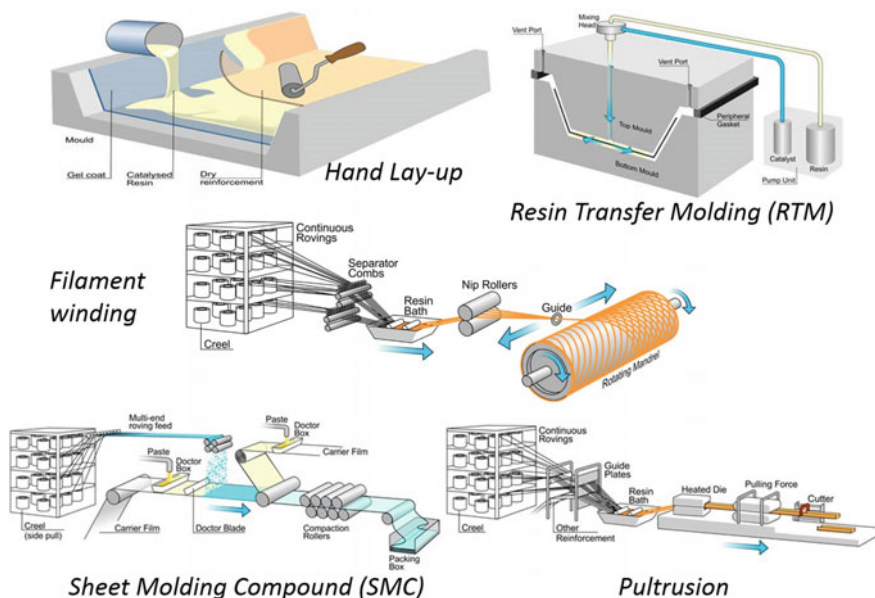 Mould
Gel coat
Catalysed
Resin
Dry
reinforcement
Hand Lay-up
Mixing
Head
Vent Port
Vent Port
Peripheral
Gasket
Top Mould
Bottom Mould
Catalyst
Resin
Pump Unit
Resin Transfer Molding (RTM)
Filament
winding
Continuous
Rovings
Separator
Combs
Resin
Bath
Nip Rollers
Guide
Creel
Rotating Mandrel
Multi-end
roving feed
Paste
Doctor
Box
Paste
Doctor
Box
Carrier Film
Creel
(side pull)
Carrier Film
Doctor Blade
Compaction
Rollers
Packing
Box
Sheet Molding Compound (SMC)
Continuous
Rovings
Guide
Plates
Resin
Bath
Heated Die
Pulling Force
Cutter
Creel
Other
Reinforcement
Pultrusion